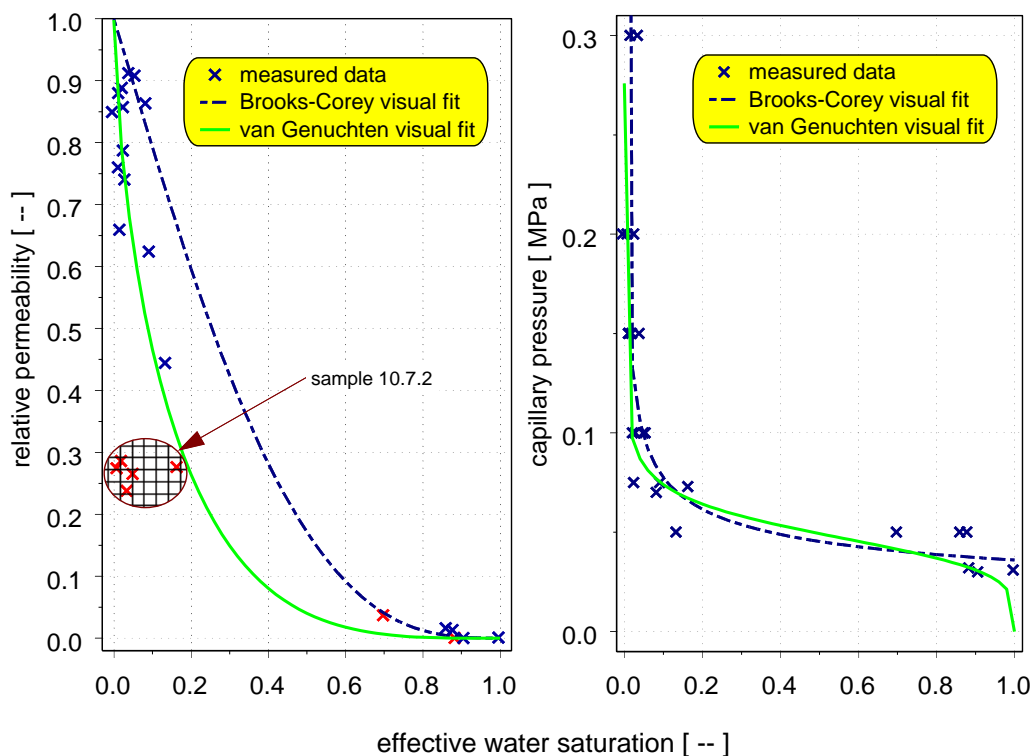 1.0
0.9
0.8
0.7
0.6
0.5
0.4
0.3
0.2
0.1
0.0
relative permeability [ -- ]
measured data
Brooks-Corey visual fit
van Genuchten visual fit
sample 10.7.2
0.0 0.2 0.4 0.6 0.8 1.0
0.3
0.2
0.1
0.0
capillary pressure [ MPa ]
measured data
Brooks-Corey visual fit
van Genuchten visual fit
0.0 0.2 0.4 0.6 0.8 1.0
effective water saturation [ -- ]